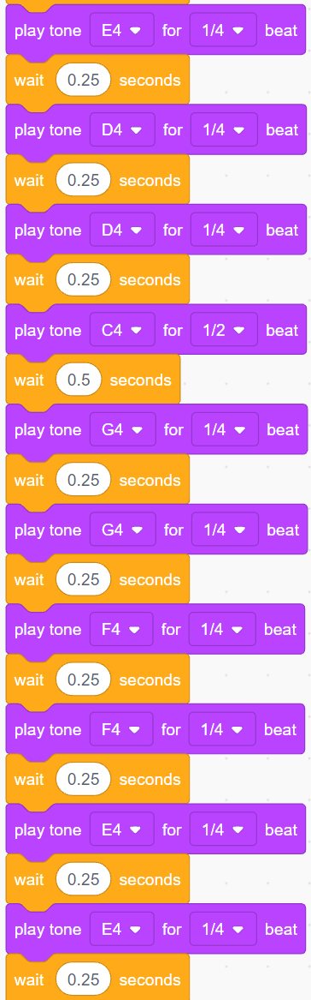 play tone E4 for 1/4 beat
wait 0.25 seconds
play tone D4 for 1/4 beat
wait 0.25 seconds
play tone D4 for 1/4 beat
wait 0.25 seconds
play tone C4 for 1/2 beat
wait 0.5 seconds
play tone G4 for 1/4 beat
wait 0.25 seconds
play tone G4 for 1/4 beat
wait 0.25 seconds
play tone F4 for 1/4 beat
wait 0.25 seconds
play tone F4 for 1/4 beat
wait 0.25 seconds
play tone E4 for 1/4 beat
wait 0.25 seconds
play tone E4 for 1/4 beat
wait 0.25 seconds